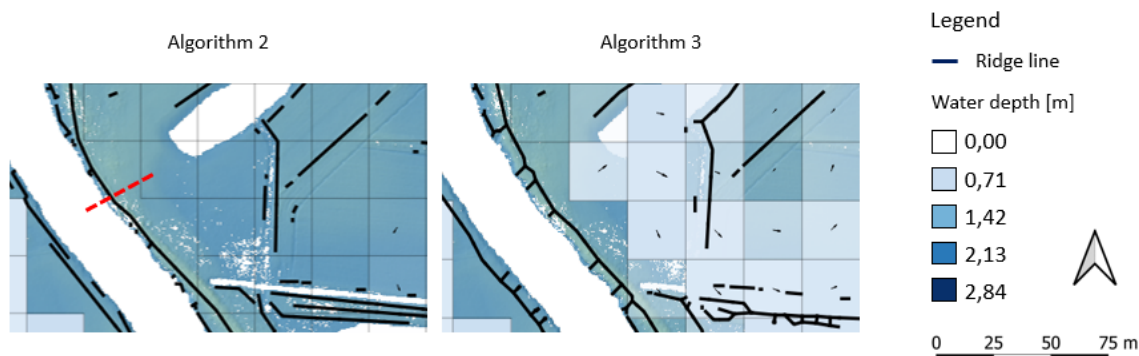 Algorithm 2
Algorithm 3
Legend
Ridge line
Water depth [m]
0,00
0,71
1,42
2,13
2,84
0 25 50 75 m